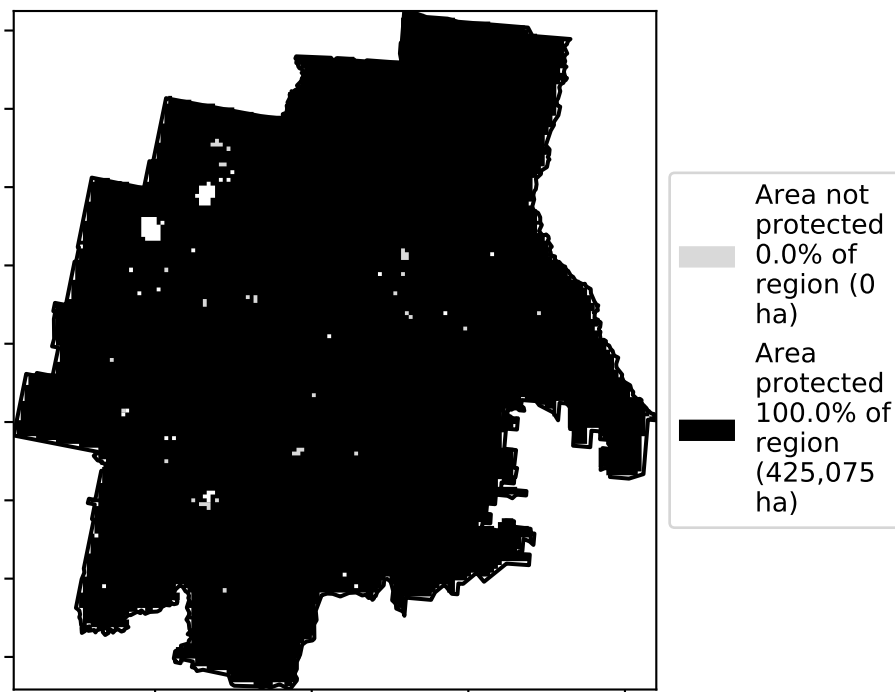 Area not
protected
0.0% of
region (0
ha)
Area
protected
100.0% of
region
(425,075
ha)